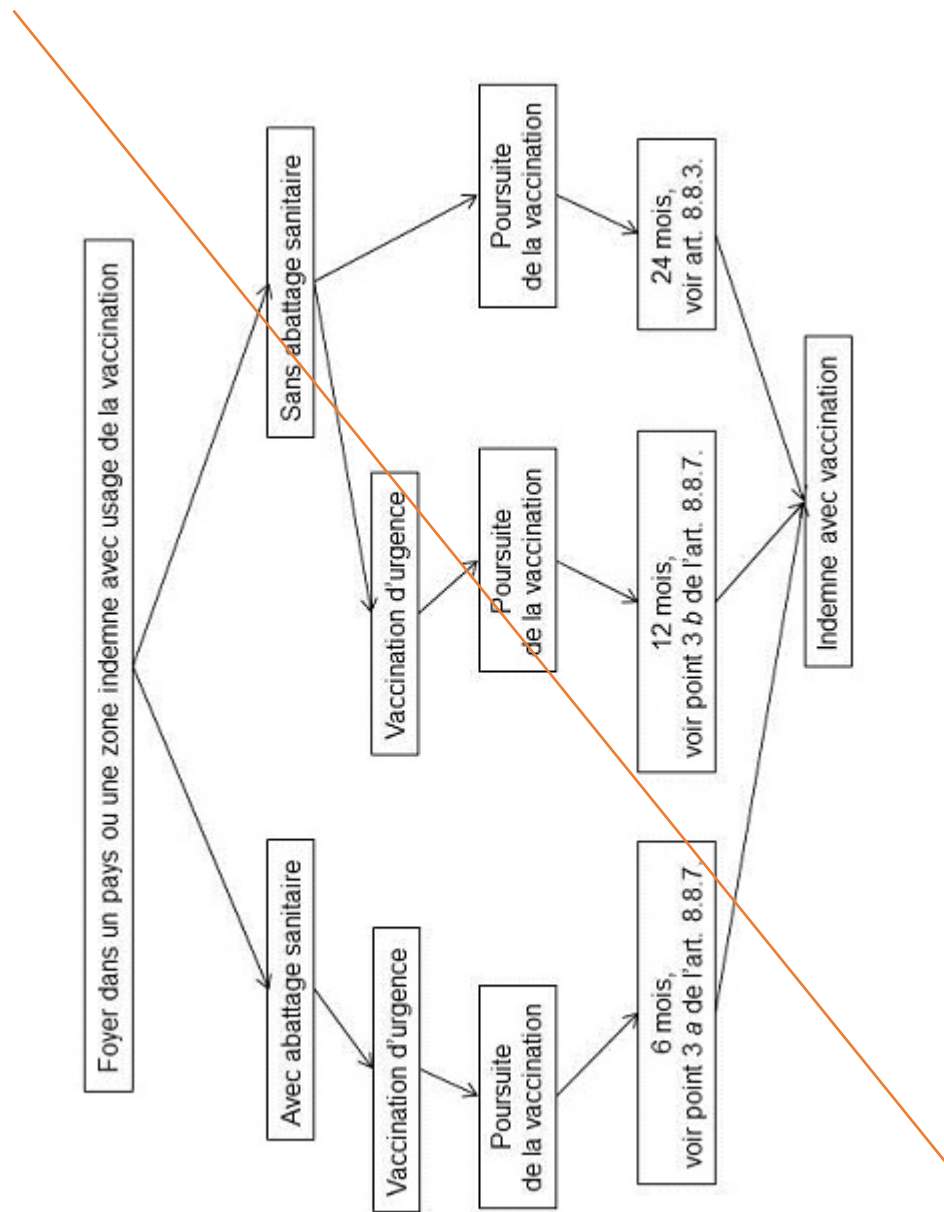 Foyer dans un pays ou une zone indemne avec usage de la vaccination
Avec abattage sanitaire
Sans abattage sanitaire
Vaccination d'urgence
Vaccination d'urgence
Poursuite
de la vaccination
Poursuite
de la vaccination
Poursuite
de la vaccination
6 mois,
voir point 3 a de l'art. 8.8.7.
12 mois,
voir point 3 b de l'art. 8.8.7.
24 mois,
voir art. 8.8.3.
Indemne avec vaccination